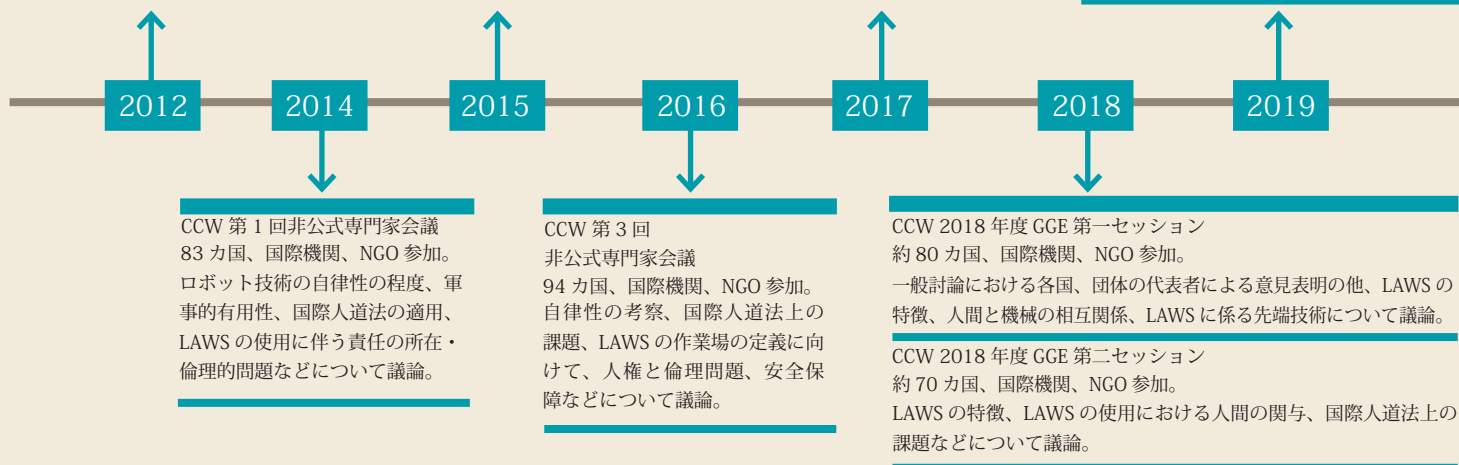 2012
2014
2015
2016
2017
2018
2019
CCW 第 1 回非公式専門家会議
83 カ国、国際機関、NGO 参加。
ロボット技術の自律性の程度、軍
事的有用性、国際人道法の適用、
LAWS の使用に伴う責任の所在・
倫理的問題などについて議論。
CCW 第 3 回
非公式専門家会議
94 カ国、国際機関、NGO 参加。
自律性の考察、国際人道法上の
課題、LAWS の作業場の定義に向
けて、人権と倫理問題、安全保
障などについて議論。
CCW 2018 年度 GGE 第一セッション
約 80 カ国、国際機関、NGO 参加。
一般討論における各国、団体の代表者による意見表明の他、LAWS の
特徴、人間と機械の相互関係、LAWS に係る先端技術について議論。
CCW 2018 年度 GGE 第二セッション
約 70 カ国、国際機関、NGO 参加。
LAWS の特徴、LAWS の使用における人間の関与、国際人道法上の
課題などについて議論。